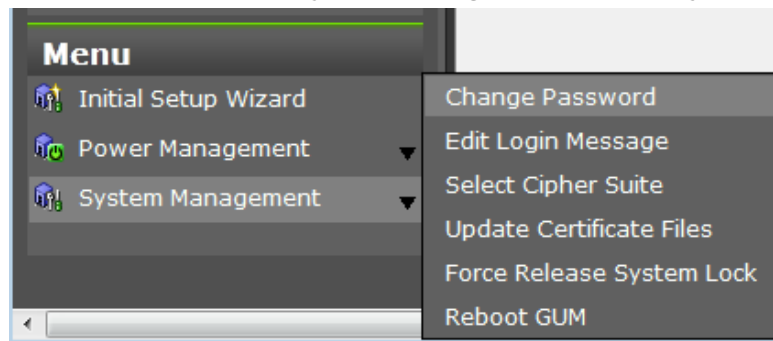 Menu
Initial Setup Wizard
Power Management
System Management
Change Password
Edit Login Message
Select Cipher Suite
Update Certificate Files
Force Release System Lock
Reboot GUM